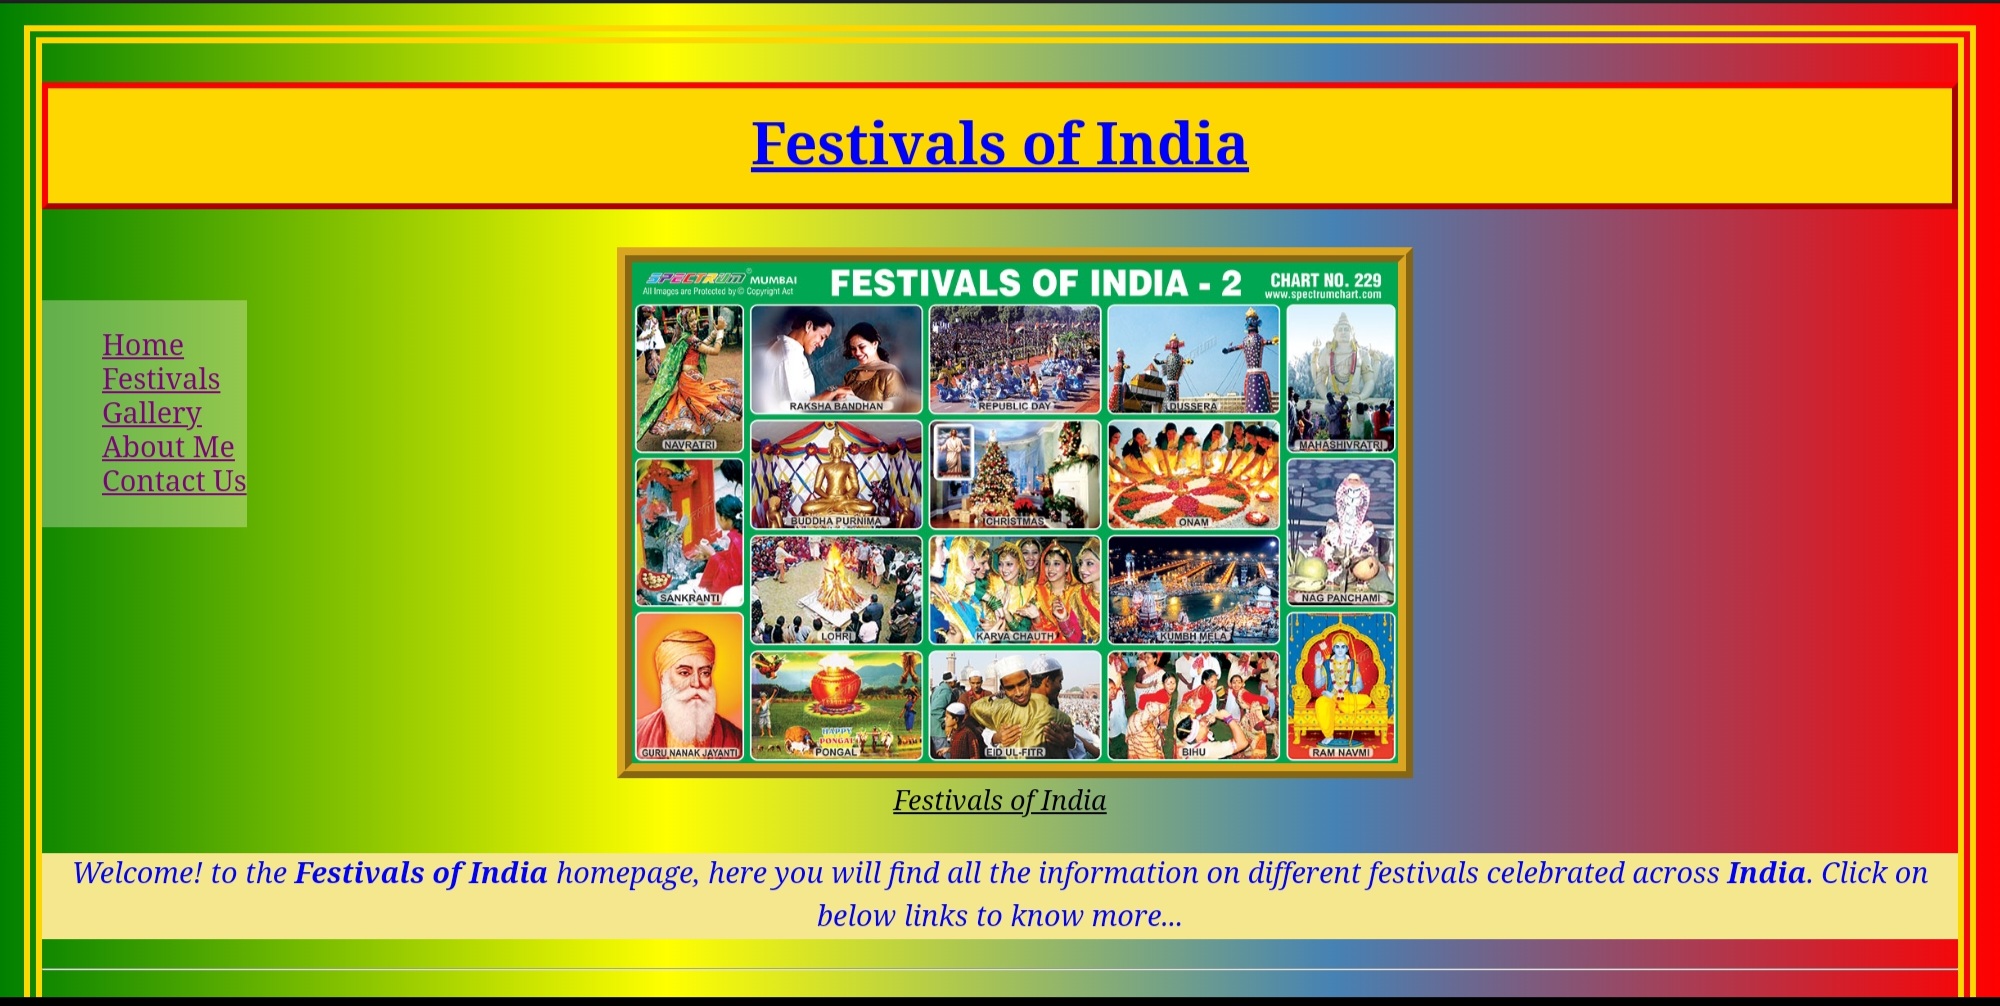 Festivals of India
Home
Festivals
Gallery
About Me
Contact Us
SPECTRUM® MUMBAI
All Images are Protected by © Copyright Act
FESTIVALS OF INDIA - 2
CHART NO. 229
www.spectrumchart.com
NAVRATRI
RAKSHA BANDHAN
REPUBLIC DAY
DUSSERA
MAHASHIVRATRI
BUDDHA PURNIMA
CHRISTMAS
ONAM
SANKRANTI
LOHRI
KARVA CHAUTH
KUMBH MELA
NAG PANCHAMI
GURU NANAK JAYANTI
HAPPY
PONGAL
PONGAL
EID UL-FITR
BIHU
RAM NAVMI
Festivals of India
Welcome! to the Festivals of India homepage, here you will find all the information on different festivals celebrated across India. Click on
below links to know more...